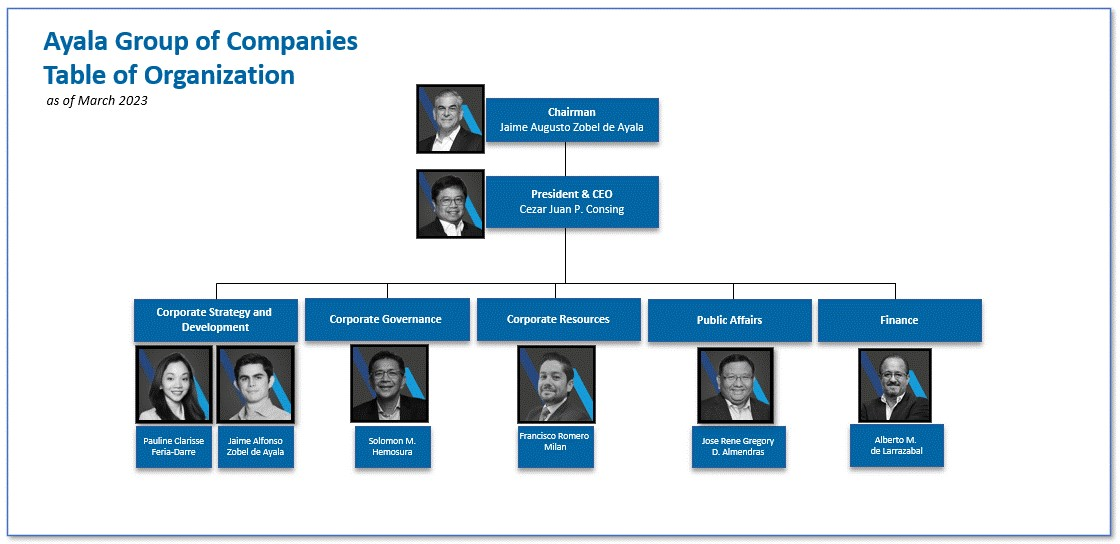 Ayala Group of Companies
Table of Organization
as of March 2023
Chairman
Jaime Augusto Zobel de Ayala
President & CEO
Cezar Juan P. Consing
Corporate Strategy and
Development
Corporate Governance
Corporate Resources
Public Affairs
Finance
Pauline Clarisse
Feria-Darre
Jaime Alfonso
Zobel de Ayala
Solomon M.
Hemosura
Francisco Romero
Milan
Jose Rene Gregory
D. Almendras
Alberto M.
de Larrazabal